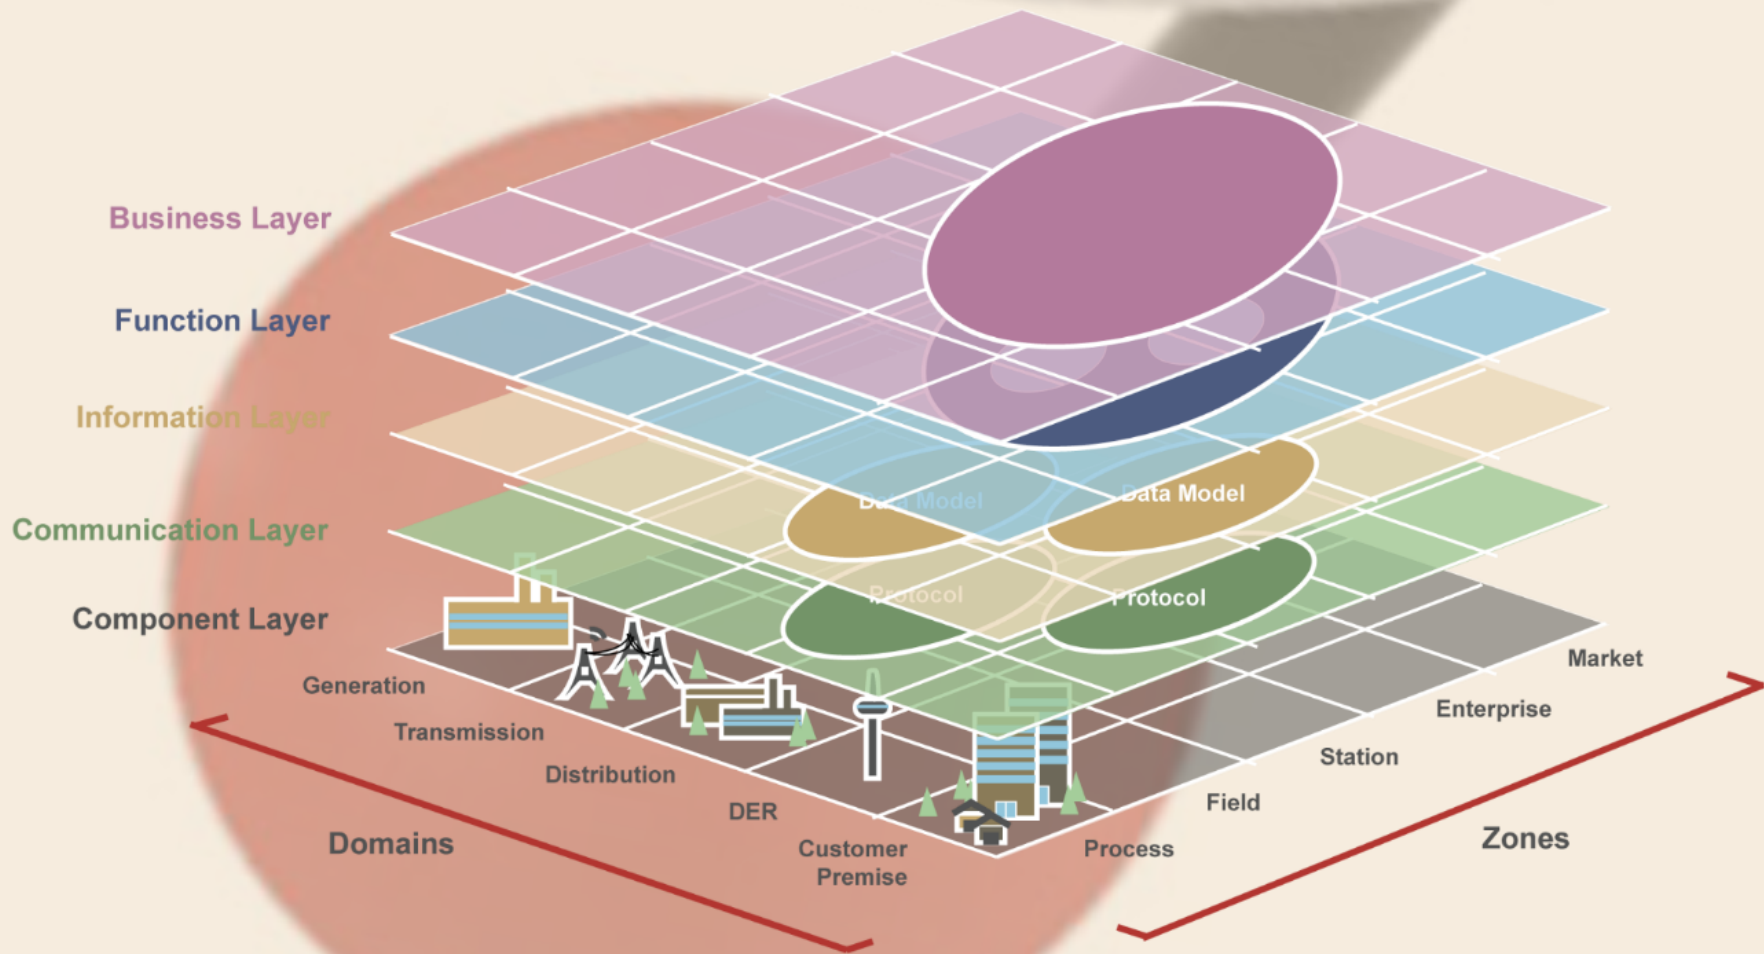 Business Layer
Function Layer
Information Layer
Communication Layer
Component Layer
Data Model
Data Model
Protocol
Protocol
Generation
Transmission
Distribution
DER
Customer
Premise
Process
Field
Station
Enterprise
Market
Domains
Zones